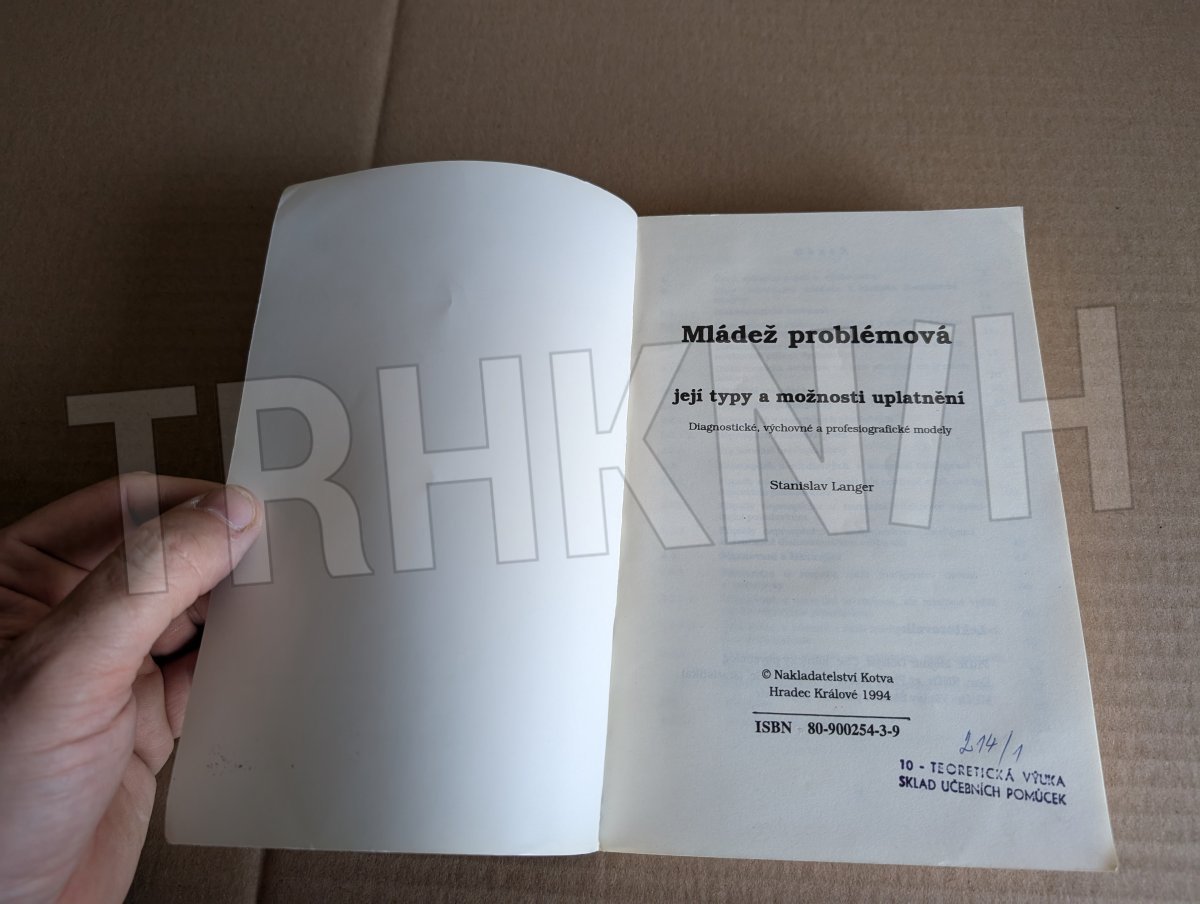 Mládež problémová
její typy a možnosti uplatnění
Diagnostické, výchovné a profesiografické modely
Stanislav Langer
© Nakladatelství Kotva
Hradec Králové 1994
ISBN 80-900254-3-9
214/1
10 - TEORETICKÁ VÝUKA
SKLAD UČEBNÍCH POMŮCEK
TRHKNIH